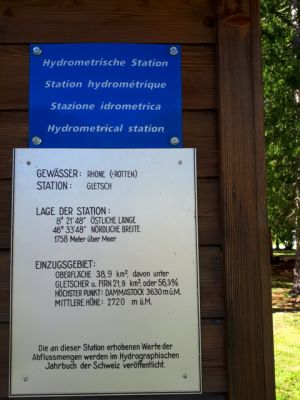 Hydrometrische Station
Station hydrométrique
Stazione idrometrica
Hydrometrical station
GEWÄSSER: RHONE (-ROTTEN)
STATION: GLETSCH
LAGE DER STATION:
8° 21'48" ÖSTLICHE LÄNGE
46° 33'48" NÖRDLICHE BREITE
1758 Meter über Meer
EINZUGSGEBIET:
OBERFLÄCHE 38,9 km², davon unter
GLETSCHER u. FIRN 21,9 km², oder 56,3%
HÖCHSTER PUNKT: DAMMASTOCK 3630 m ü.M.
MITTLERE HÖHE: 2720 m ü.M.
Die an dieser Station erhobenen Werte der
Abflussmengen werden im Hydrographischen
Jahrbuch der Schweiz veröffentlicht.